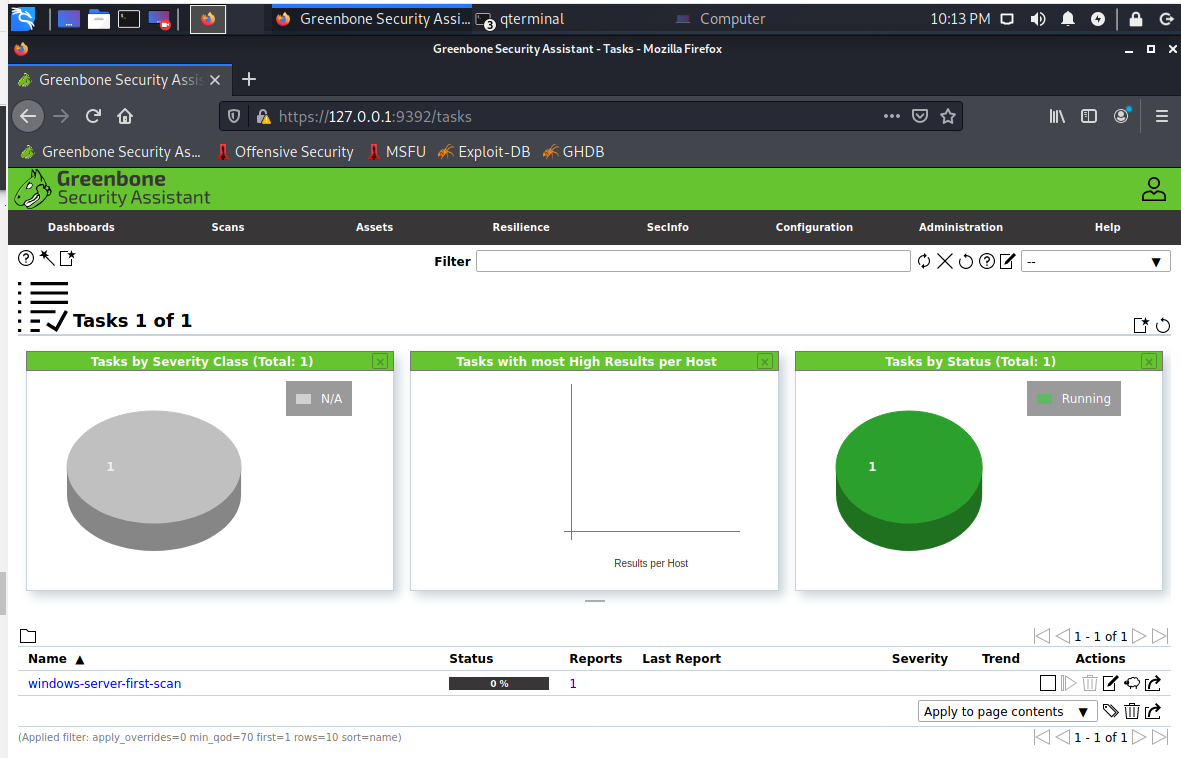 Greenbone Security Assi... 3 qterminal Computer 10:13 PM
Greenbone Security Assistant - Tasks - Mozilla Firefox
Greenbone Security Assis
https://127.0.0.1:9392/tasks
Greenbone Security As... Offensive Security MSFU Exploit-DB GHDB
Greenbone
Security Assistant
Dashboards Scans Assets Resilience SecInfo Configuration Administration Help
Filter --
Tasks 1 of 1
Tasks by Severity Class (Total: 1) Tasks with most High Results per Host Tasks by Status (Total: 1)
N/A Running
1 1
Results per Host
1 - 1 of 1
Name ▲ Status Reports Last Report Severity Trend Actions
windows-server-first-scan 0 % 1
Apply to page contents ▼
(Applied filter: apply_overrides=0 min_qod=70 first=1 rows=10 sort=name) 1 - 1 of 1